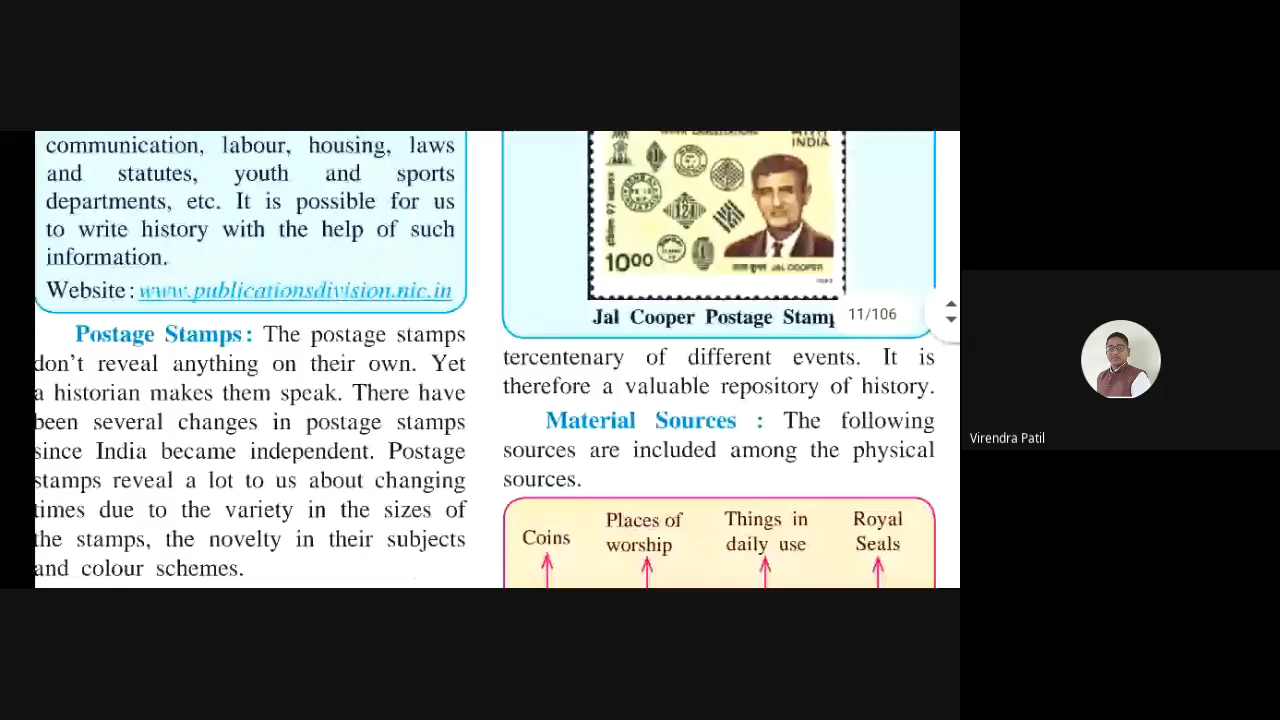 communication, labour, housing, laws
and statutes, youth and sports
departments, etc. It is possible for us
to write history with the help of such
information.
Website: www.publicationsdivision.nic.in
Postage Stamps: The postage stamps
don't reveal anything on their own. Yet
a historian makes them speak. There have
been several changes in postage stamps
since India became independent. Postage
stamps reveal a lot to us about changing
times due to the variety in the sizes of
the stamps, the novelty in their subjects
and colour schemes.
INDIA
1000
JAL COOPER
Jal Cooper Postage Stamp
11/106
tercentenary of different events. It is
therefore a valuable repository of history.
Material Sources : The following
sources are included among the physical
sources.
Coins
Places of
worship
Things in
daily use
Royal
Seals
Virendra Patil